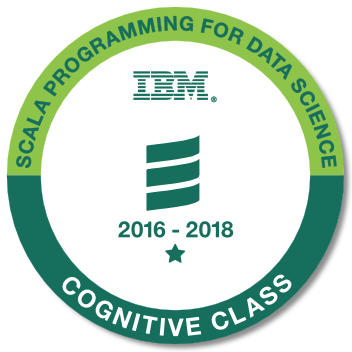 SCALA PROGRAMMING FOR DATA SCIENCE
IBM®
2016 - 2018
COGNITIVE CLASS